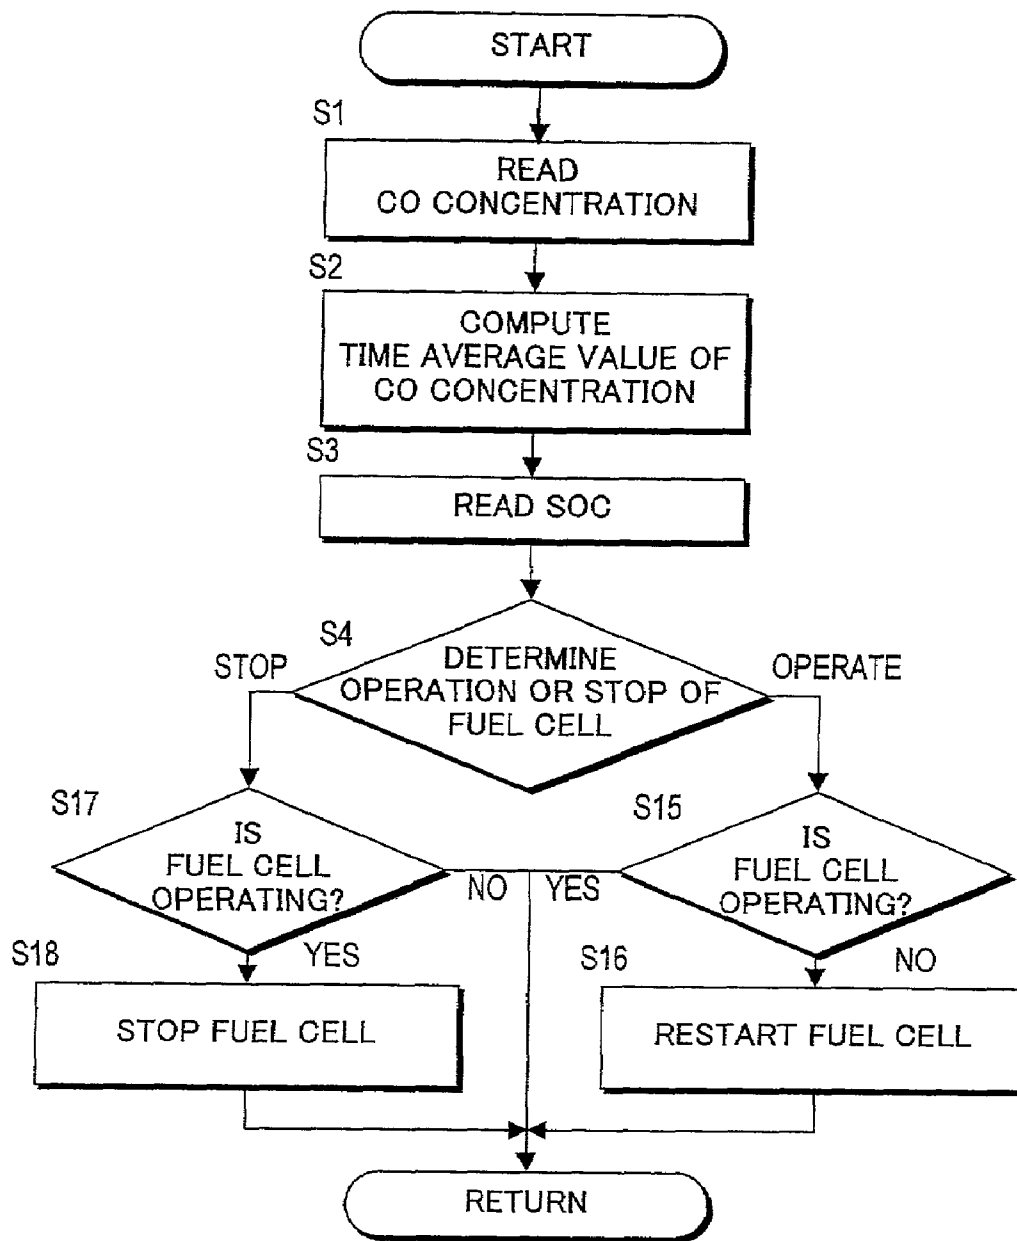 START
S1
READ
CO CONCENTRATION
S2
COMPUTE
TIME AVERAGE VALUE OF
CO CONCENTRATION
S3
READ SOC
S4
DETERMINE
OPERATION OR STOP OF
FUEL CELL
STOP
OPERATE
S17
IS
FUEL CELL
OPERATING?
NO
YES
S15
IS
FUEL CELL
OPERATING?
S18
YES
STOP FUEL CELL
S16
NO
RESTART FUEL CELL
RETURN